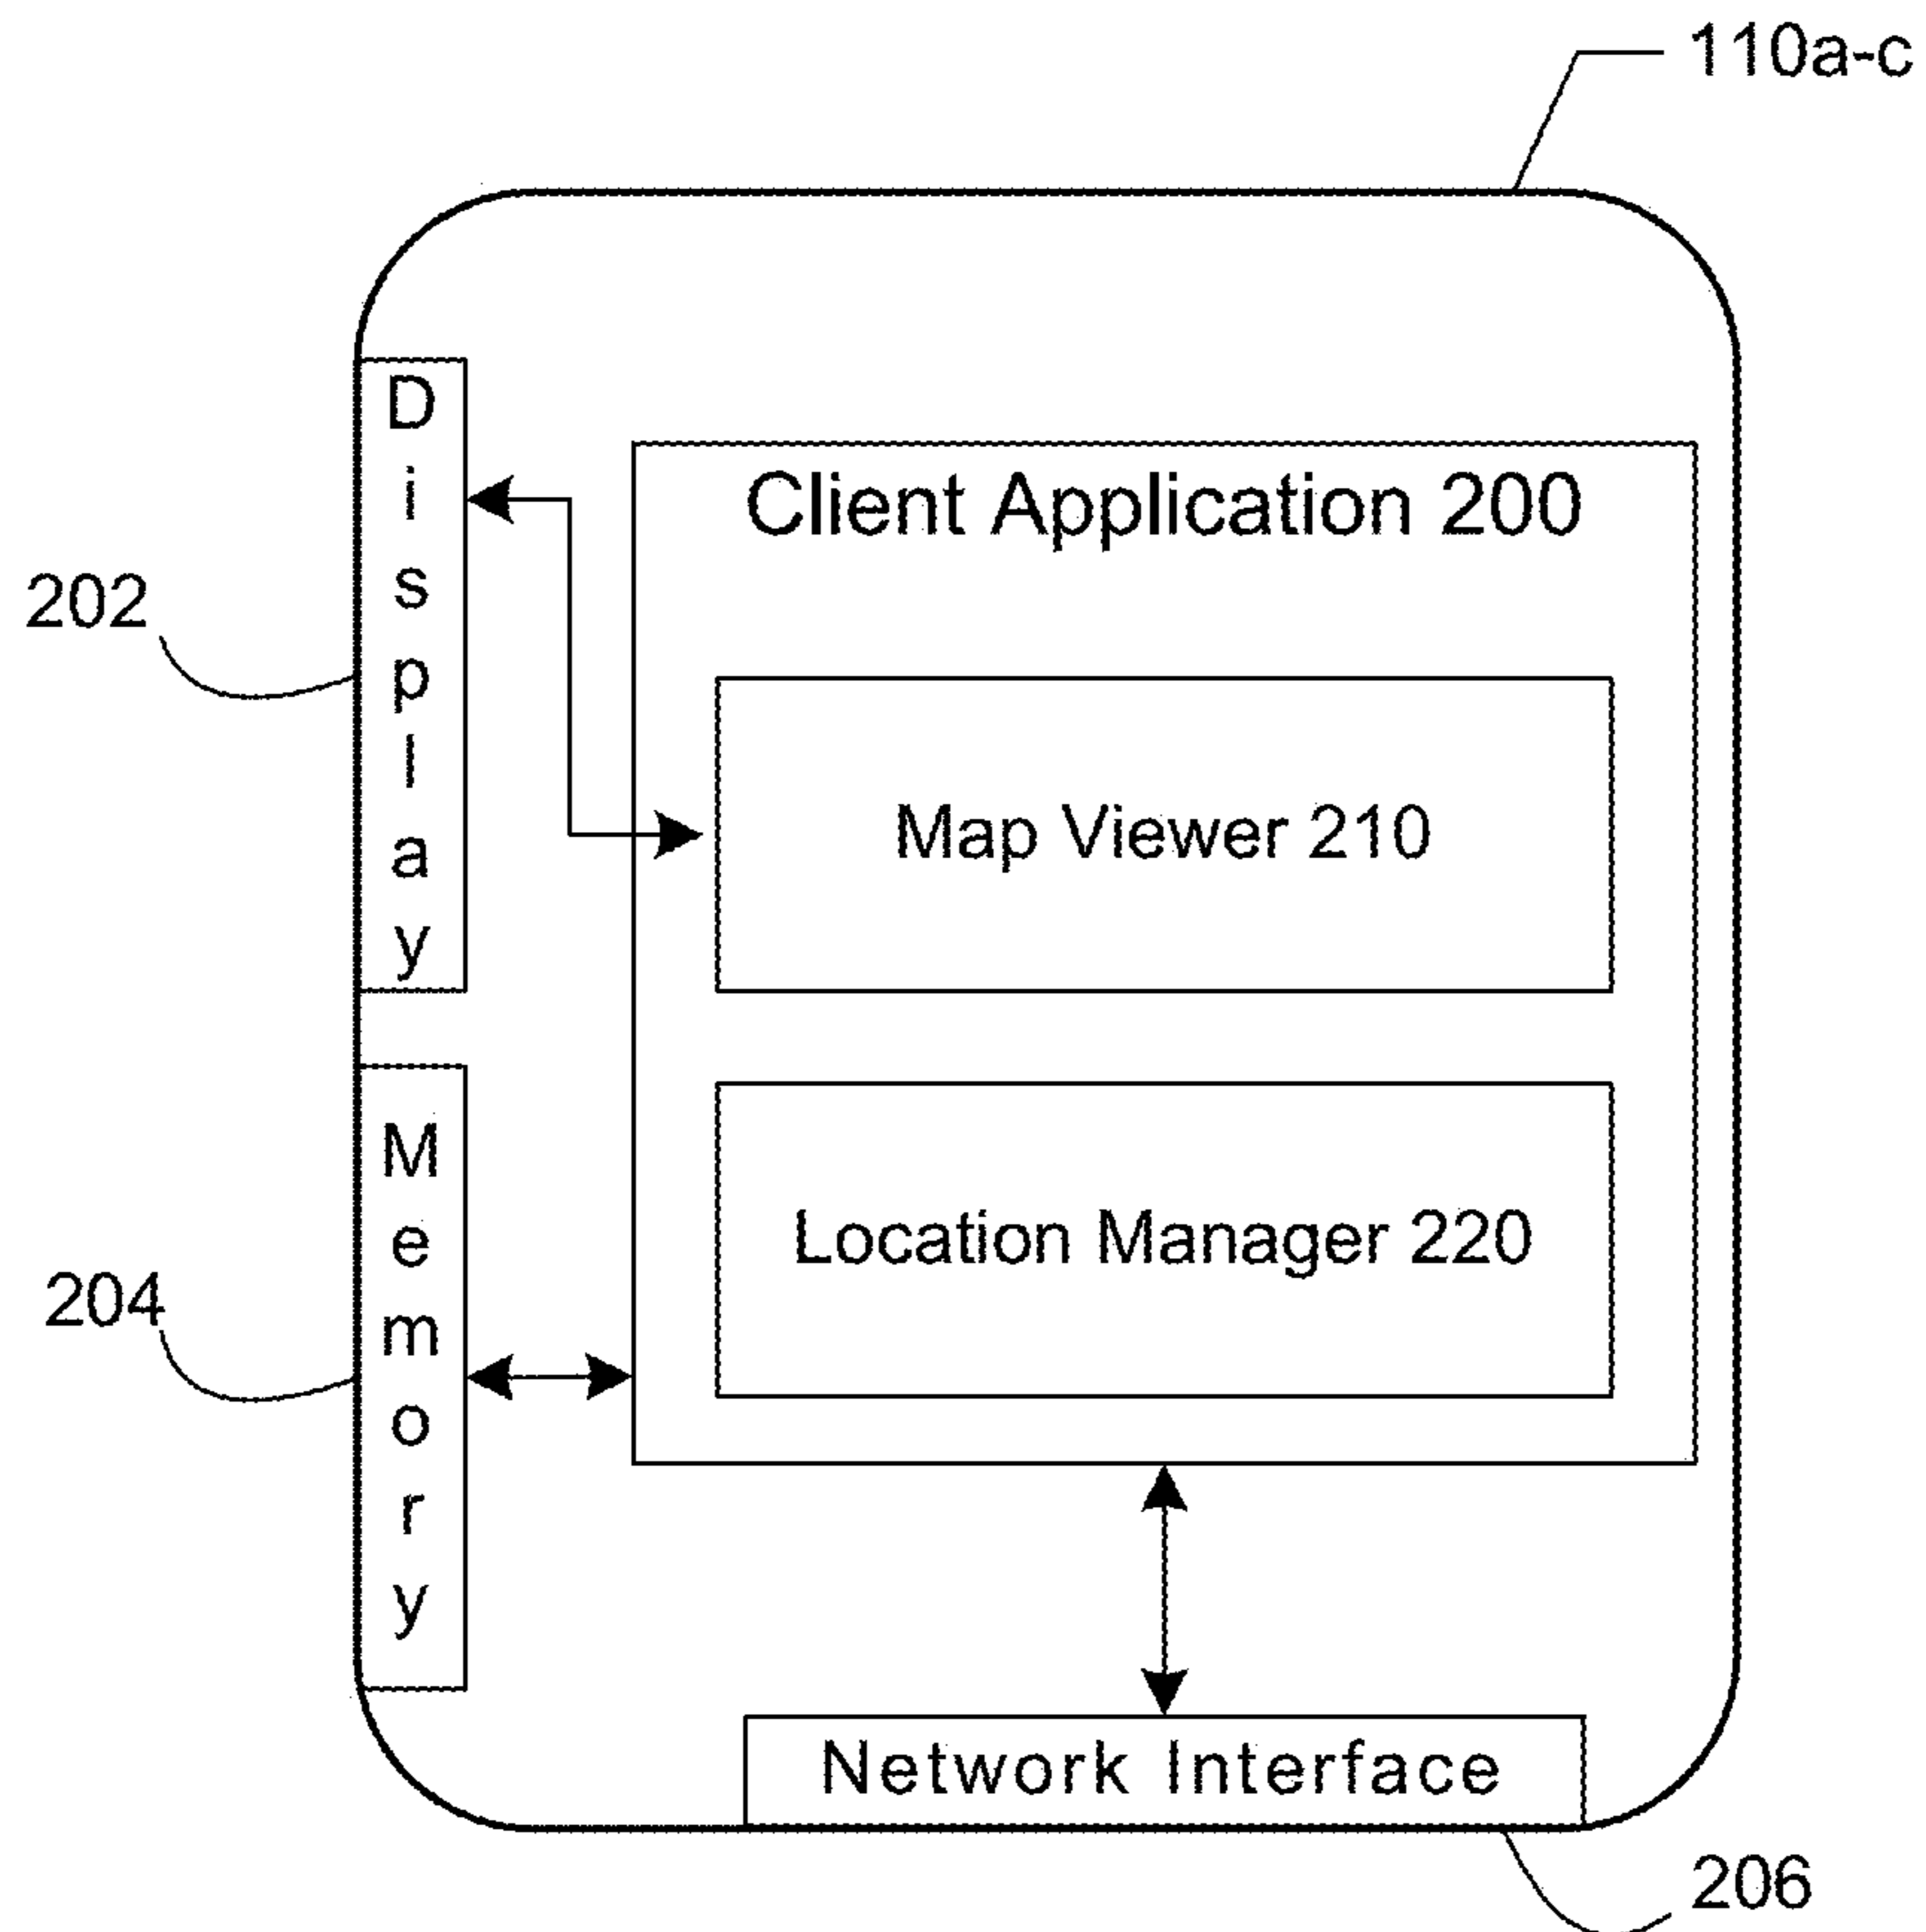 110a-c
Display
Client Application 200
202
Map Viewer 210
Memory
Location Manager 220
204
Network Interface
206